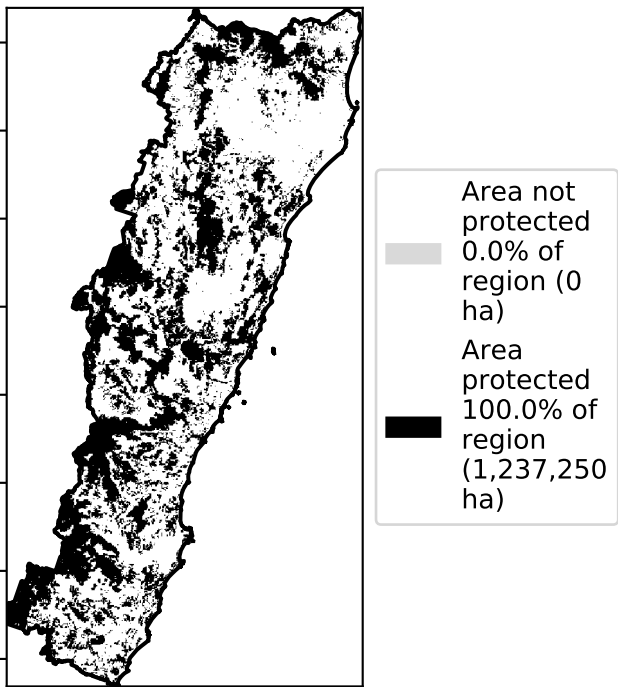 Area not
protected
0.0% of
region (0
ha)
Area
protected
100.0% of
region
(1,237,250
ha)